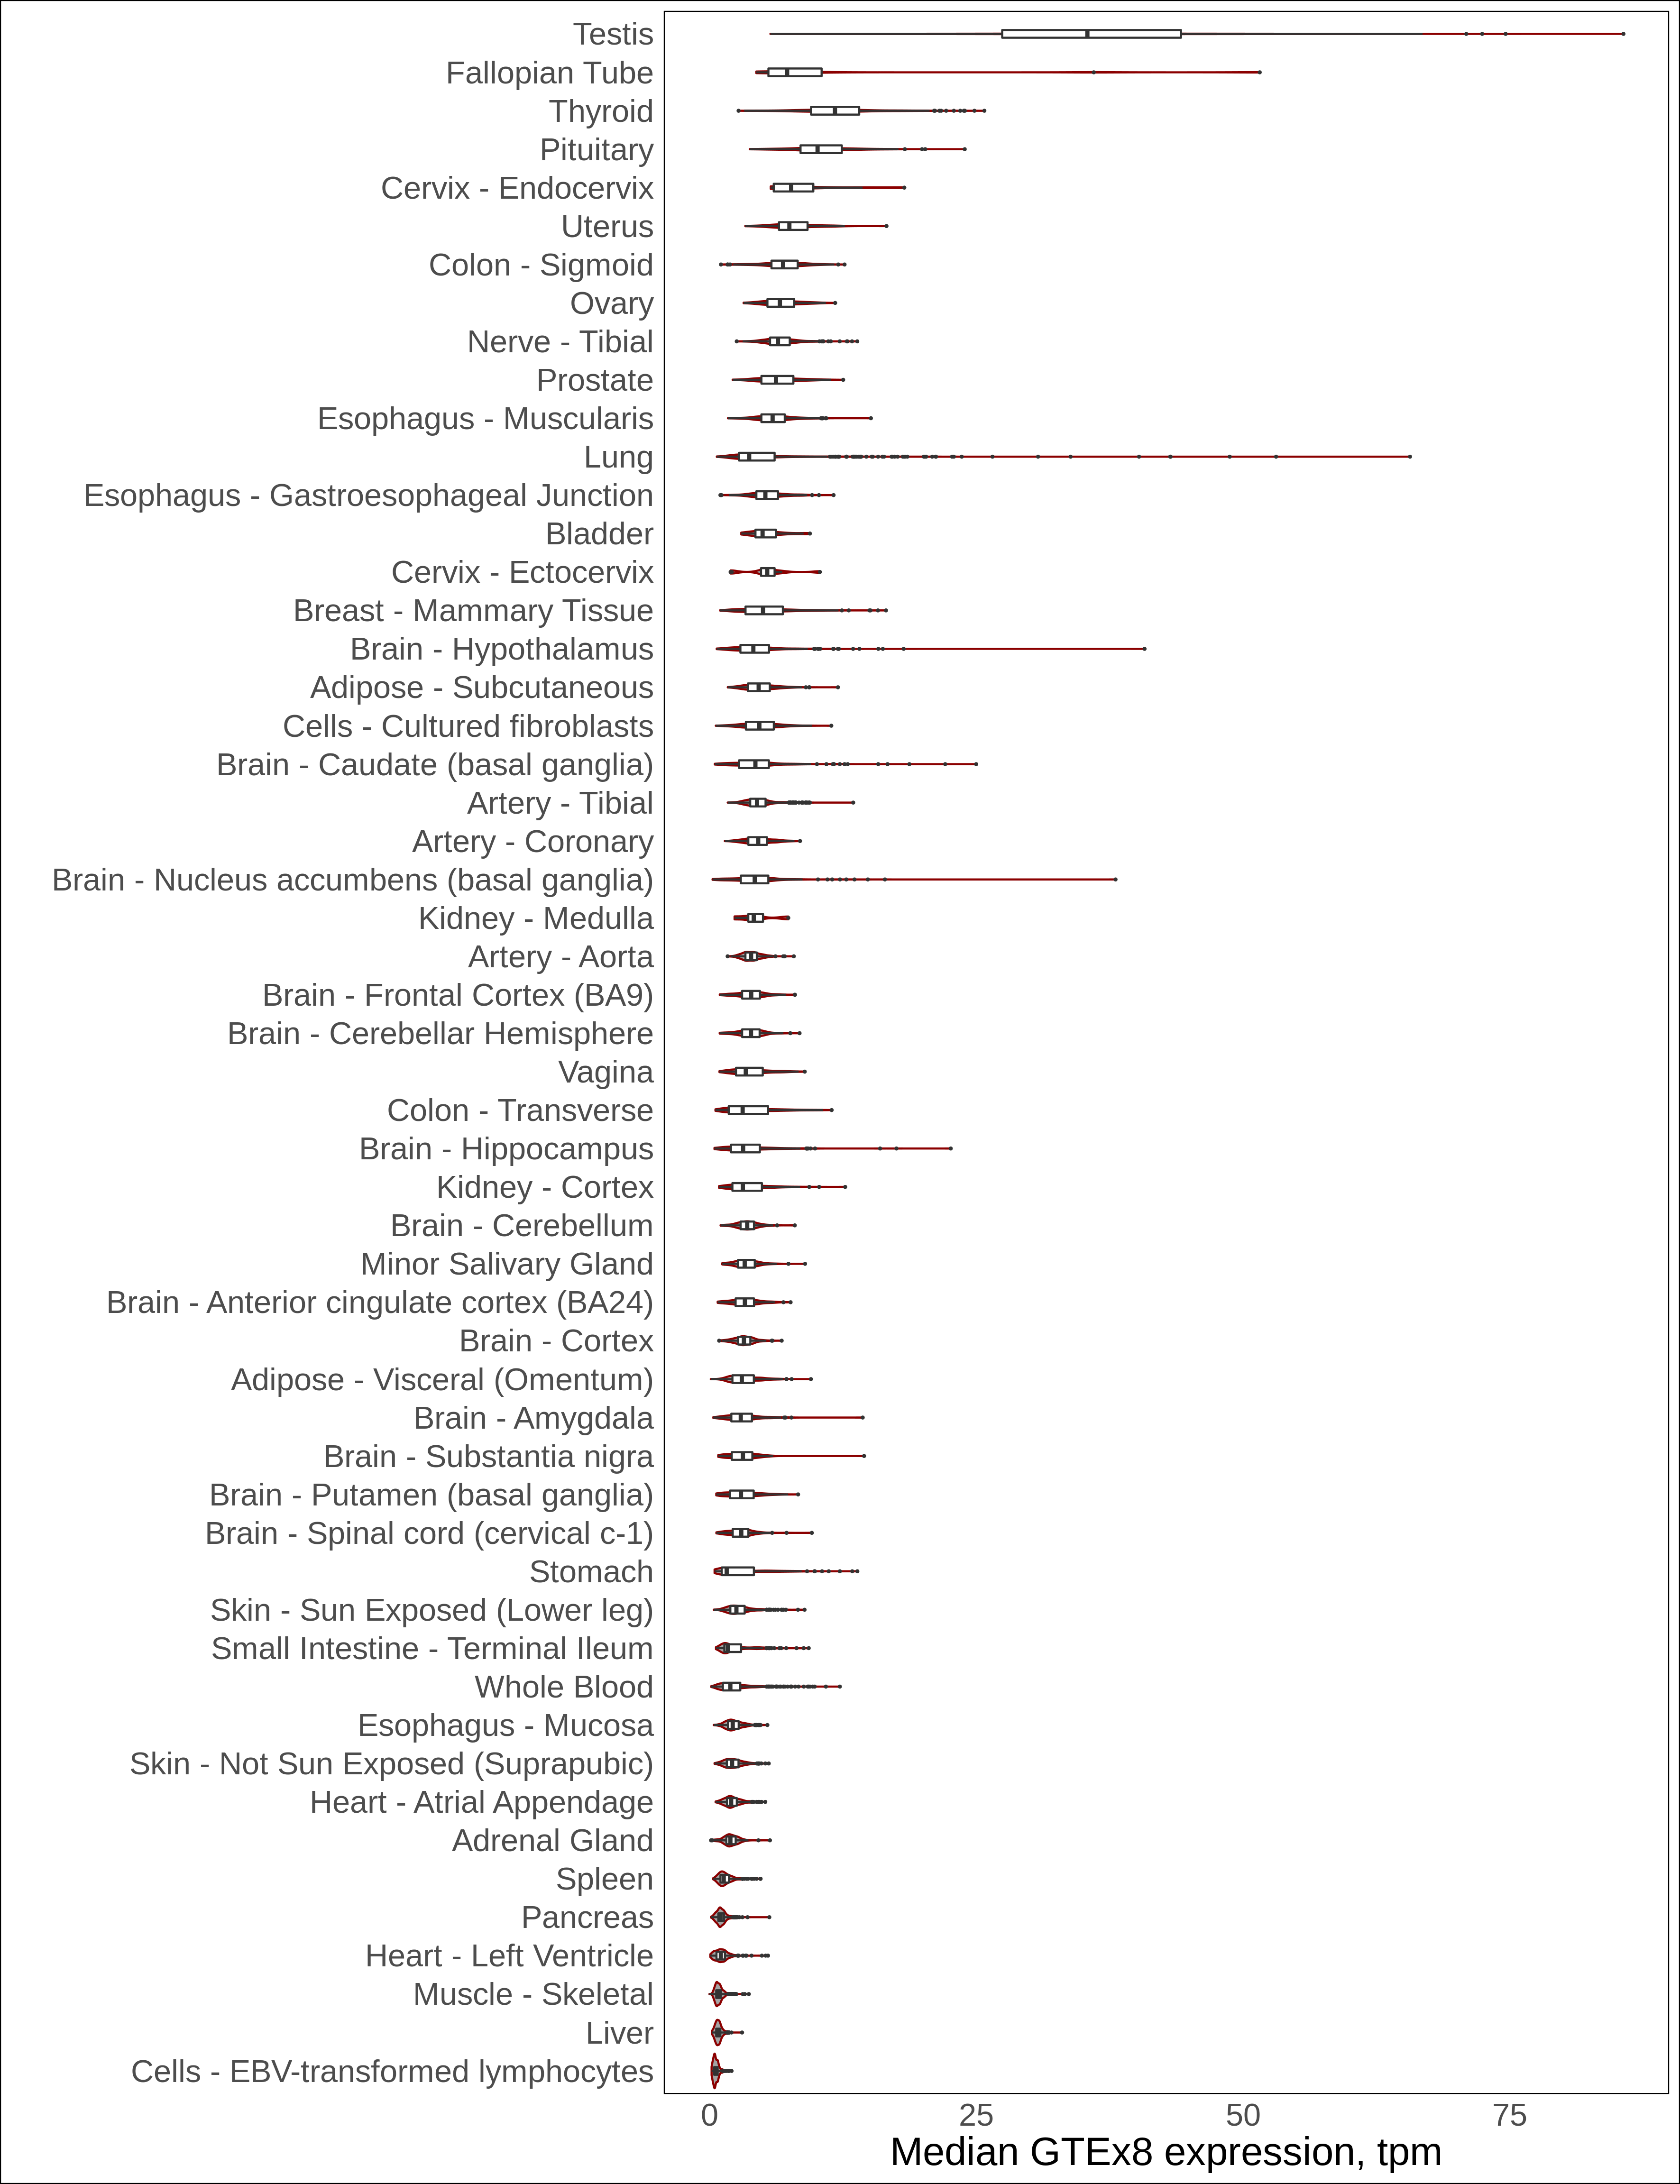 Testis
Fallopian Tube
Thyroid
Pituitary
Cervix - Endocervix
Uterus
Colon - Sigmoid
Ovary
Nerve - Tibial
Prostate
Esophagus - Muscularis
Lung
Esophagus - Gastroesophageal Junction
Bladder
Cervix - Ectocervix
Breast - Mammary Tissue
Brain - Hypothalamus
Adipose - Subcutaneous
Cells - Cultured fibroblasts
Brain - Caudate (basal ganglia)
Artery - Tibial
Artery - Coronary
Brain - Nucleus accumbens (basal ganglia)
Kidney - Medulla
Artery - Aorta
Brain - Frontal Cortex (BA9)
Brain - Cerebellar Hemisphere
Vagina
Colon - Transverse
Brain - Hippocampus
Kidney - Cortex
Brain - Cerebellum
Minor Salivary Gland
Brain - Anterior cingulate cortex (BA24)
Brain - Cortex
Adipose - Visceral (Omentum)
Brain - Amygdala
Brain - Substantia nigra
Brain - Putamen (basal ganglia)
Brain - Spinal cord (cervical c-1)
Stomach
Skin - Sun Exposed (Lower leg)
Small Intestine - Terminal Ileum
Whole Blood
Esophagus - Mucosa
Skin - Not Sun Exposed (Suprapubic)
Heart - Atrial Appendage
Adrenal Gland
Spleen
Pancreas
Heart - Left Ventricle
Muscle - Skeletal
Liver
Cells - EBV-transformed lymphocytes
0 25 50 75
Median GTEx8 expression, tpm